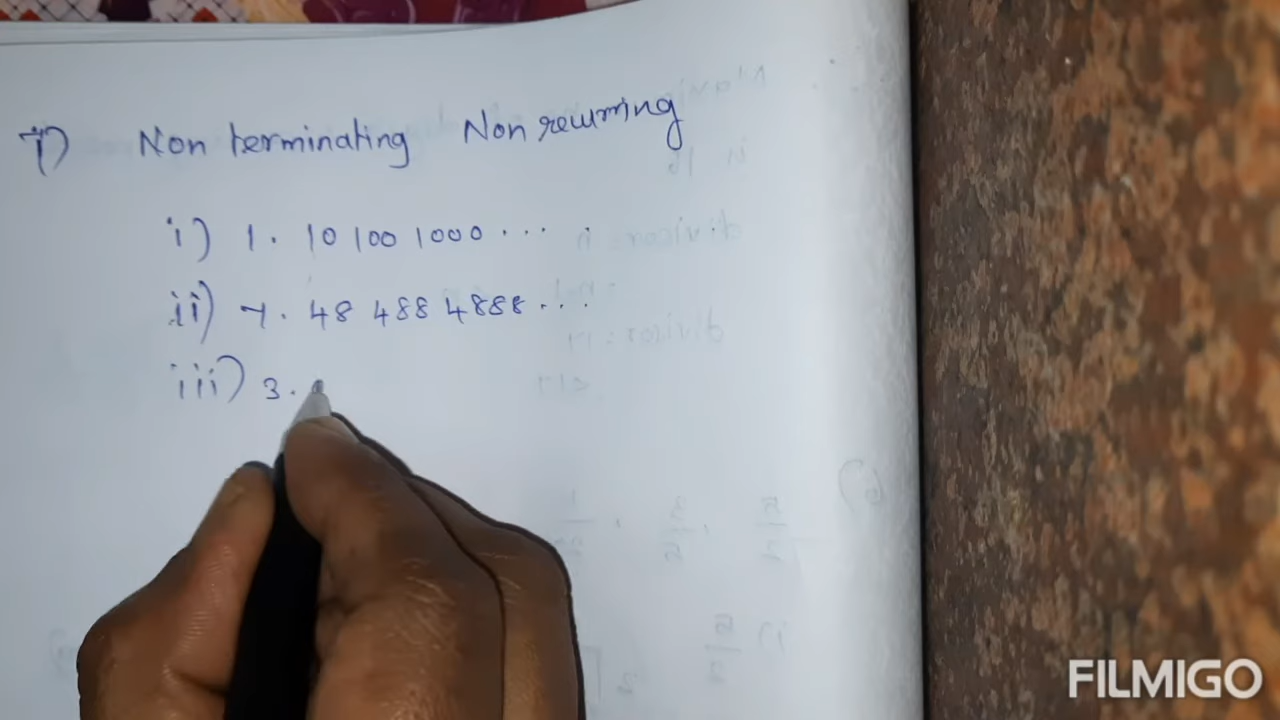 7) Non terminating Non recurring
i) 1. 10 100 1000 ...
ii) 7. 48 488 4888 ...
iii) 3.
FILMIGO